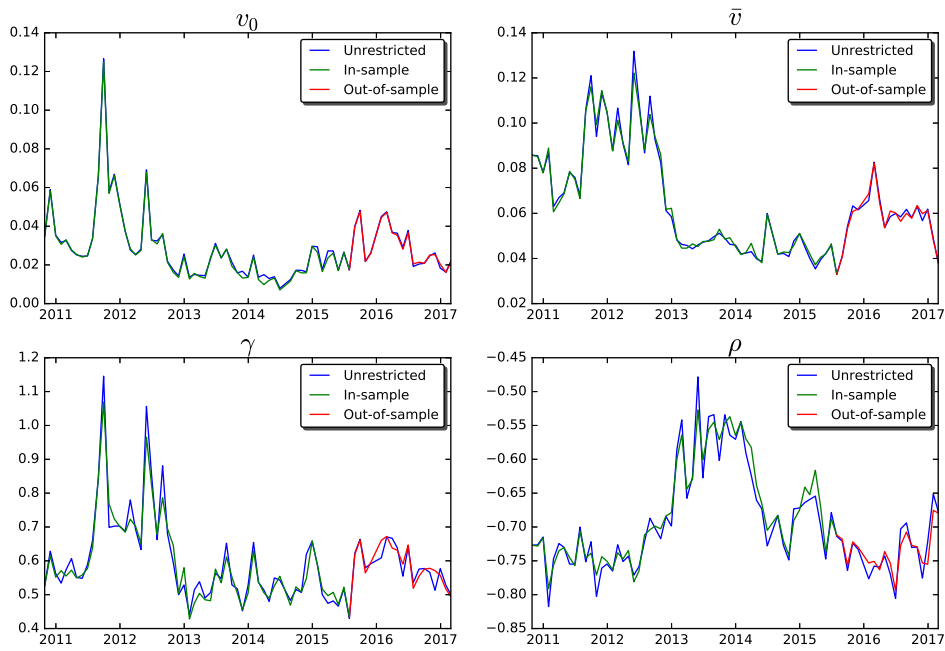 v₀
0.14
0.12
0.10
0.08
0.06
0.04
0.02
0.00
2011 2012 2013 2014 2015 2016 2017
Unrestricted
In-sample
Out-of-sample
v̄
0.14
0.12
0.10
0.08
0.06
0.04
0.02
2011 2012 2013 2014 2015 2016 2017
Unrestricted
In-sample
Out-of-sample
γ
1.2
1.1
1.0
0.9
0.8
0.7
0.6
0.5
0.4
2011 2012 2013 2014 2015 2016 2017
Unrestricted
In-sample
Out-of-sample
ρ
−0.45
−0.50
−0.55
−0.60
−0.65
−0.70
−0.75
−0.80
−0.85
2011 2012 2013 2014 2015 2016 2017
Unrestricted
In-sample
Out-of-sample